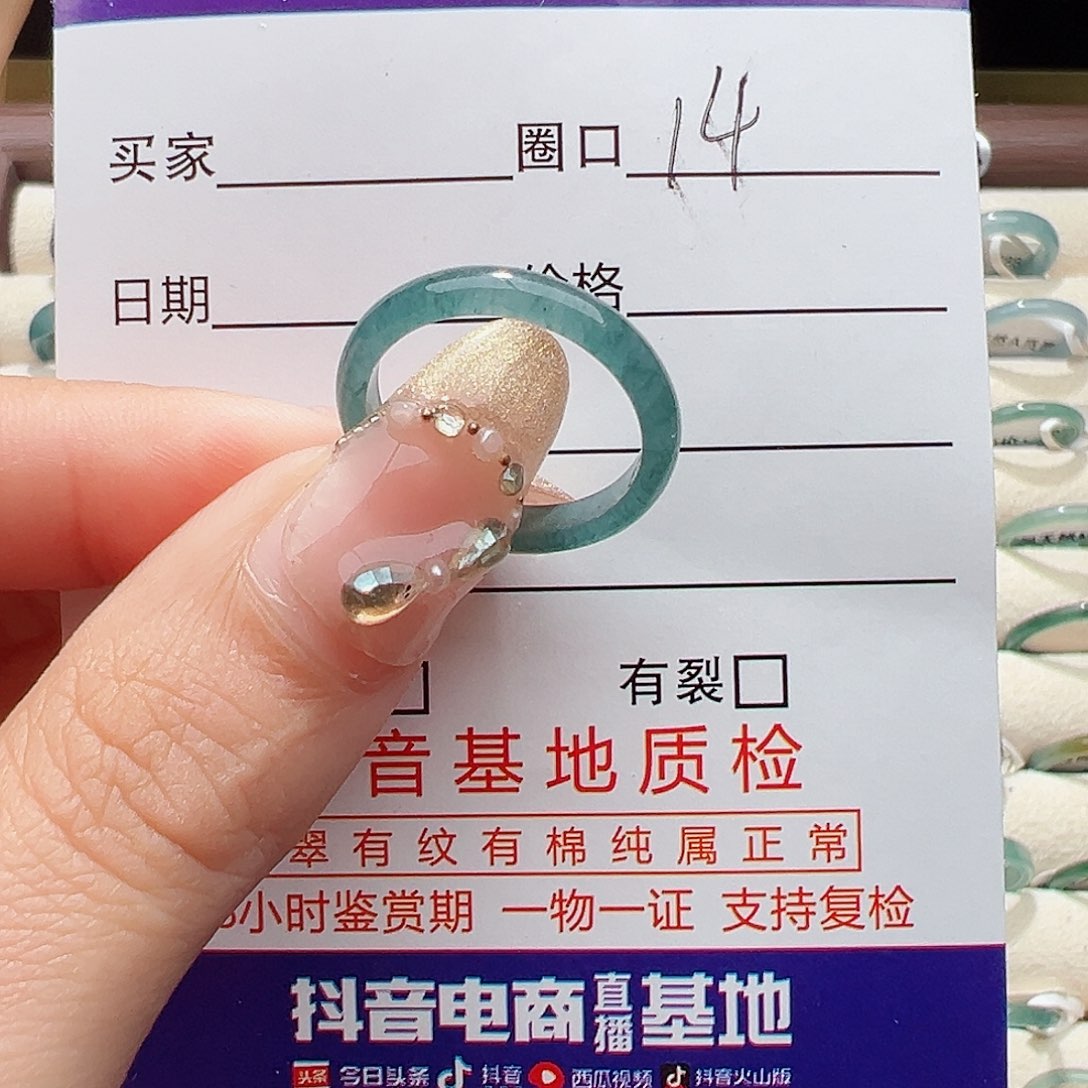 买家 圈口 14
日期 价格
有裂
音基地质检
翠有纹有棉纯属正常
小时鉴赏期 一物一证 支持复检
抖音电商直播基地
头条 今日头条 抖音 西瓜视频 抖音火山版